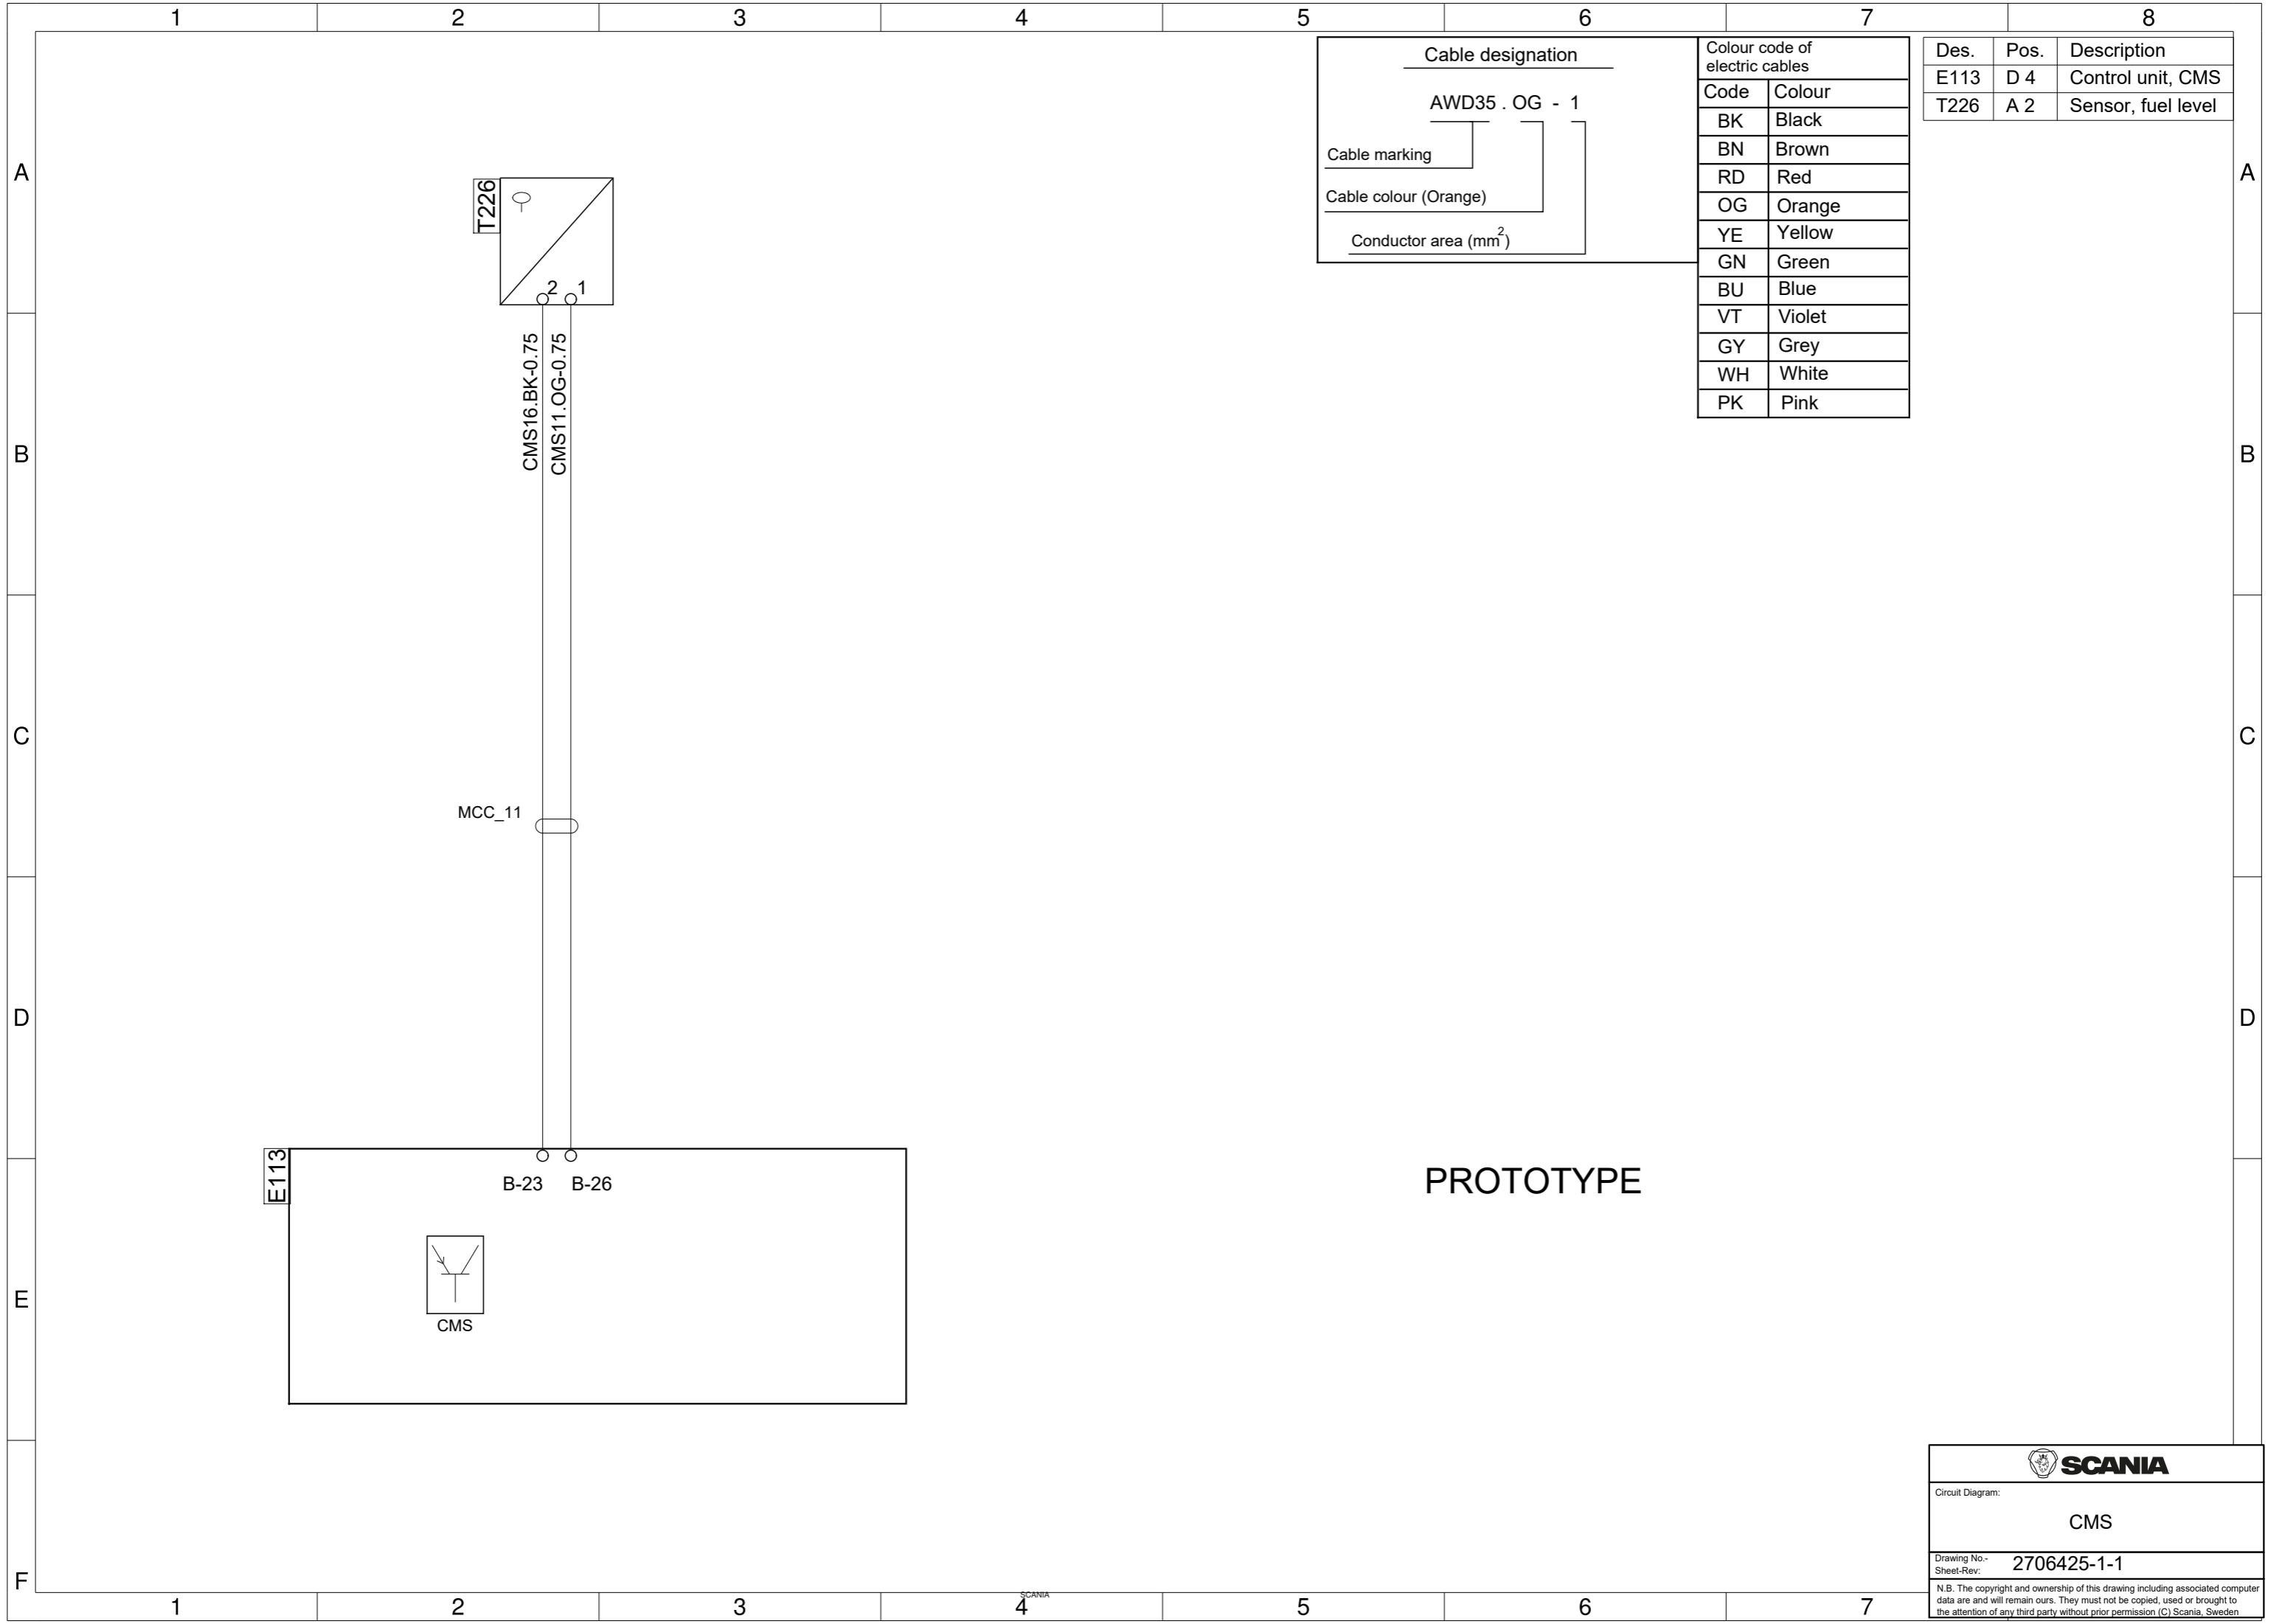 1 2 3 4 5 6 7 8
Cable designation
AWD35 . OG - 1
Cable marking
Cable colour (Orange)
Conductor area (mm2)
Colour code of
electric cables
Code Colour
BK Black
BN Brown
RD Red
OG Orange
YE Yellow
GN Green
BU Blue
VT Violet
GY Grey
WH White
PK Pink
Des. Pos. Description
E113 D 4 Control unit, CMS
T226 A 2 Sensor, fuel level
A A
T226
2 1
CMS16.BK-0.75
CMS11.OG-0.75
B B
C C
MCC_11
D D
E113
B-23 B-26
PROTOTYPE
CMS
E
SCANIA
Circuit Diagram:
CMS
Drawing No.-
Sheet-Rev:
2706425-1-1
N.B. The copyright and ownership of this drawing including associated computer
data are and will remain ours. They must not be copied, used or brought to
the attention of any third party without prior permission (C) Scania, Sweden
F
SCANIA
1 2 3 4 5 6 7